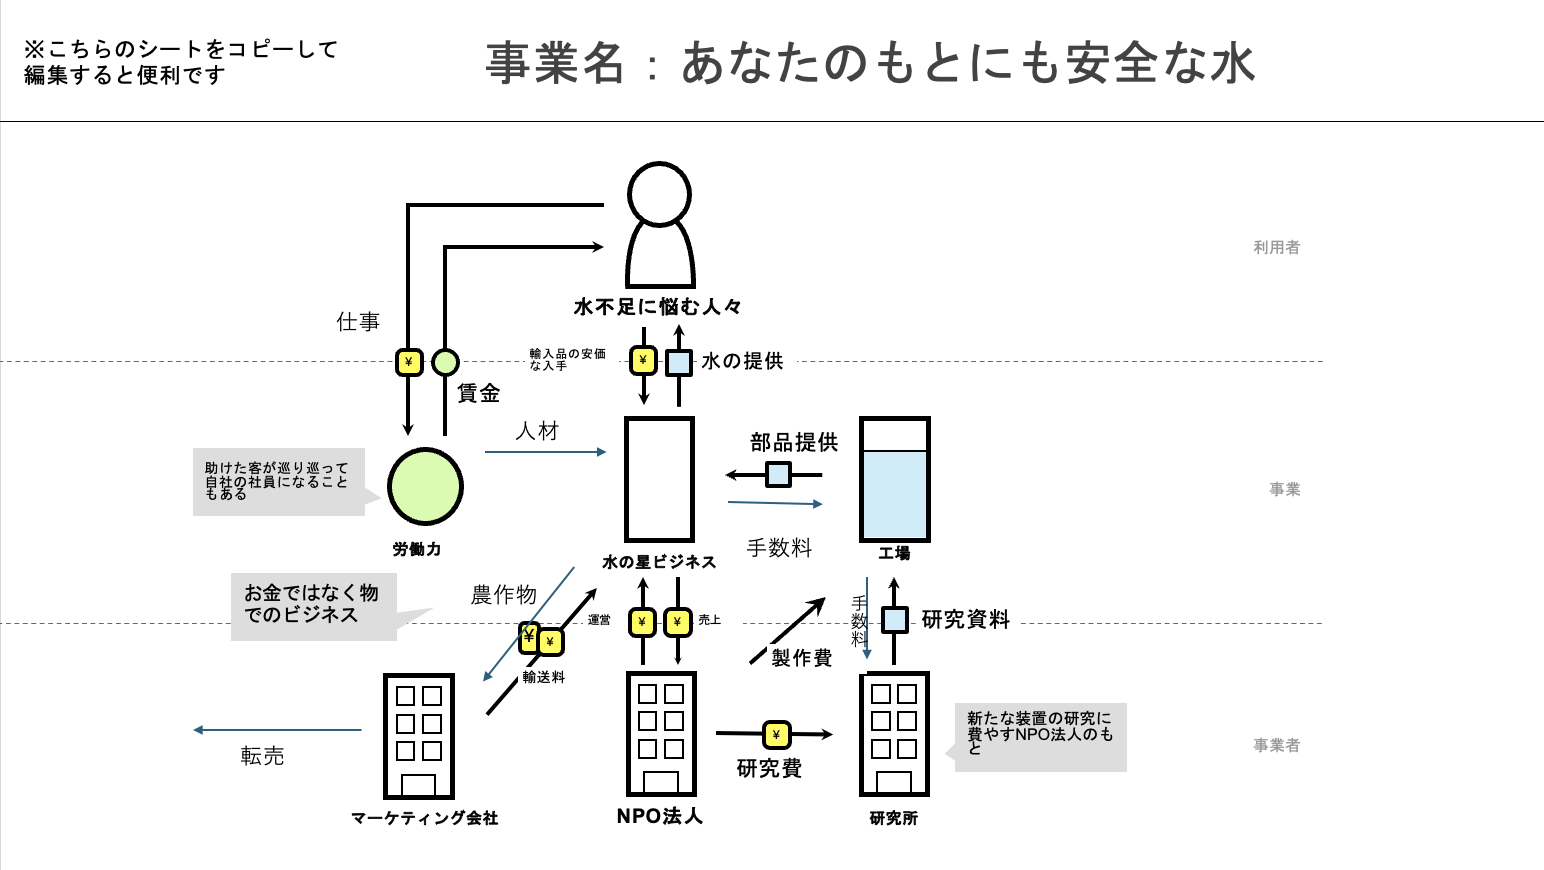 ※こちらのシートをコピーして
編集すると便利です
事業名：あなたのもとにも安全な水
利用者
水不足に悩む人々
仕事
¥
賃金
輸入品の安価
な入手
¥
水の提供
人材
部品提供
手数料
事業
助けた客が巡り巡って
自社の社員になること
もある
労働力
水の星ビジネス
工場
お金ではなく物
でのビジネス
農作物
¥
¥
輸送料
運営
¥
¥
売上
製作費
手数料
研究資料
転売
マーケティング会社
NPO法人
¥
研究費
研究所
新たな装置の研究に
費やすNPO法人のも
と
事業者